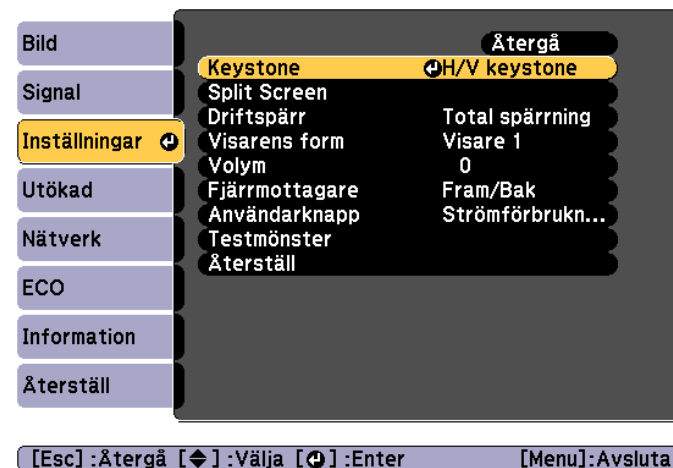 Bild
Signal
Inställningar
Utökad
Nätverk
ECO
Information
Återställ
Återgå
Keystone H/V keystone
Split Screen
Driftspärr Total spärrning
Visarens form Visare 1
Volym 0
Fjärrmottagare Fram/Bak
Användarknapp Strömförbrukn...
Testmönster
Återställ
[Esc] :Återgå [◆] :Välja [⏎] :Enter [Menu]:Avsluta